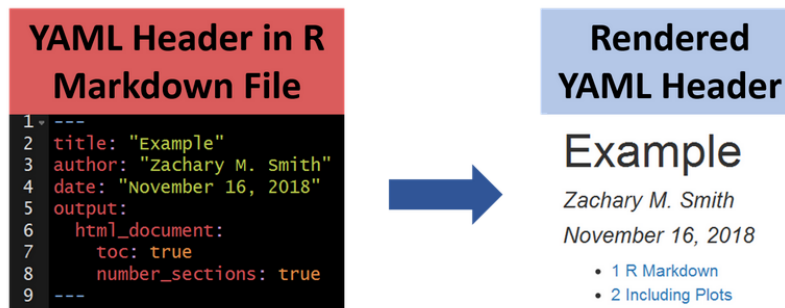 YAML Header in R
Markdown File
1 ---
2 title: "Example"
3 author: "Zachary M. Smith"
4 date: "November 16, 2018"
5 output:
6   html_document:
7     toc: true
8     number_sections: true
9 ---
Rendered
YAML Header
Example
Zachary M. Smith
November 16, 2018
• 1 R Markdown
• 2 Including Plots